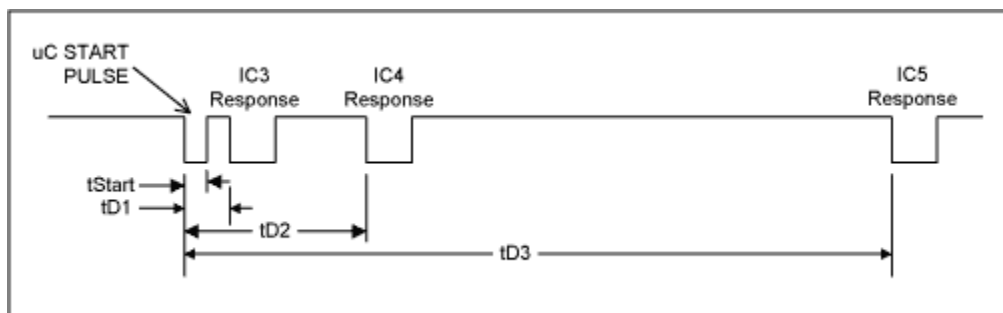 uC START
PULSE
IC3
Response
IC4
Response
IC5
Response
tStart
tD1
tD2
tD3